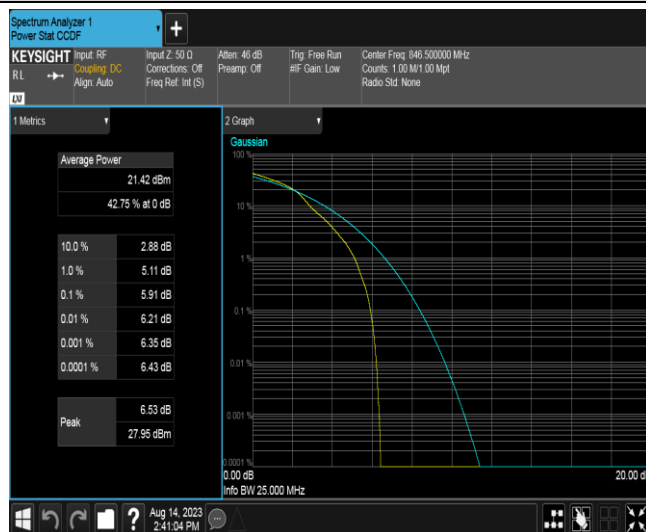 Spectrum Analyzer 1
Power Stat CCDF
+
KEYSIGHT
RL
LXI
Input: RF
Coupling: DC
Align: Auto
Input Z: 50 Ω
Corrections: Off
Freq Ref: Int (S)
Atten: 46 dB
Preamp: Off
Trig: Free Run
#IF Gain: Low
Center Freq: 846.500000 MHz
Counts: 1.00 M/1.00 Mpt
Radio Std: None
1 Metrics
Average Power
21.42 dBm
42.75 % at 0 dB
10.0 % 2.88 dB
1.0 % 5.11 dB
0.1 % 5.91 dB
0.01 % 6.21 dB
0.001 % 6.35 dB
0.0001 % 6.43 dB
Peak
6.53 dB
27.95 dBm
2 Graph
Gaussian
100 %
10 %
1 %
0.1 %
0.01 %
0.001 %
0.0001 %
0.00 dB
20.00 d
Info BW 25.000 MHz
?
Aug 14, 2023
2:41:04 PM